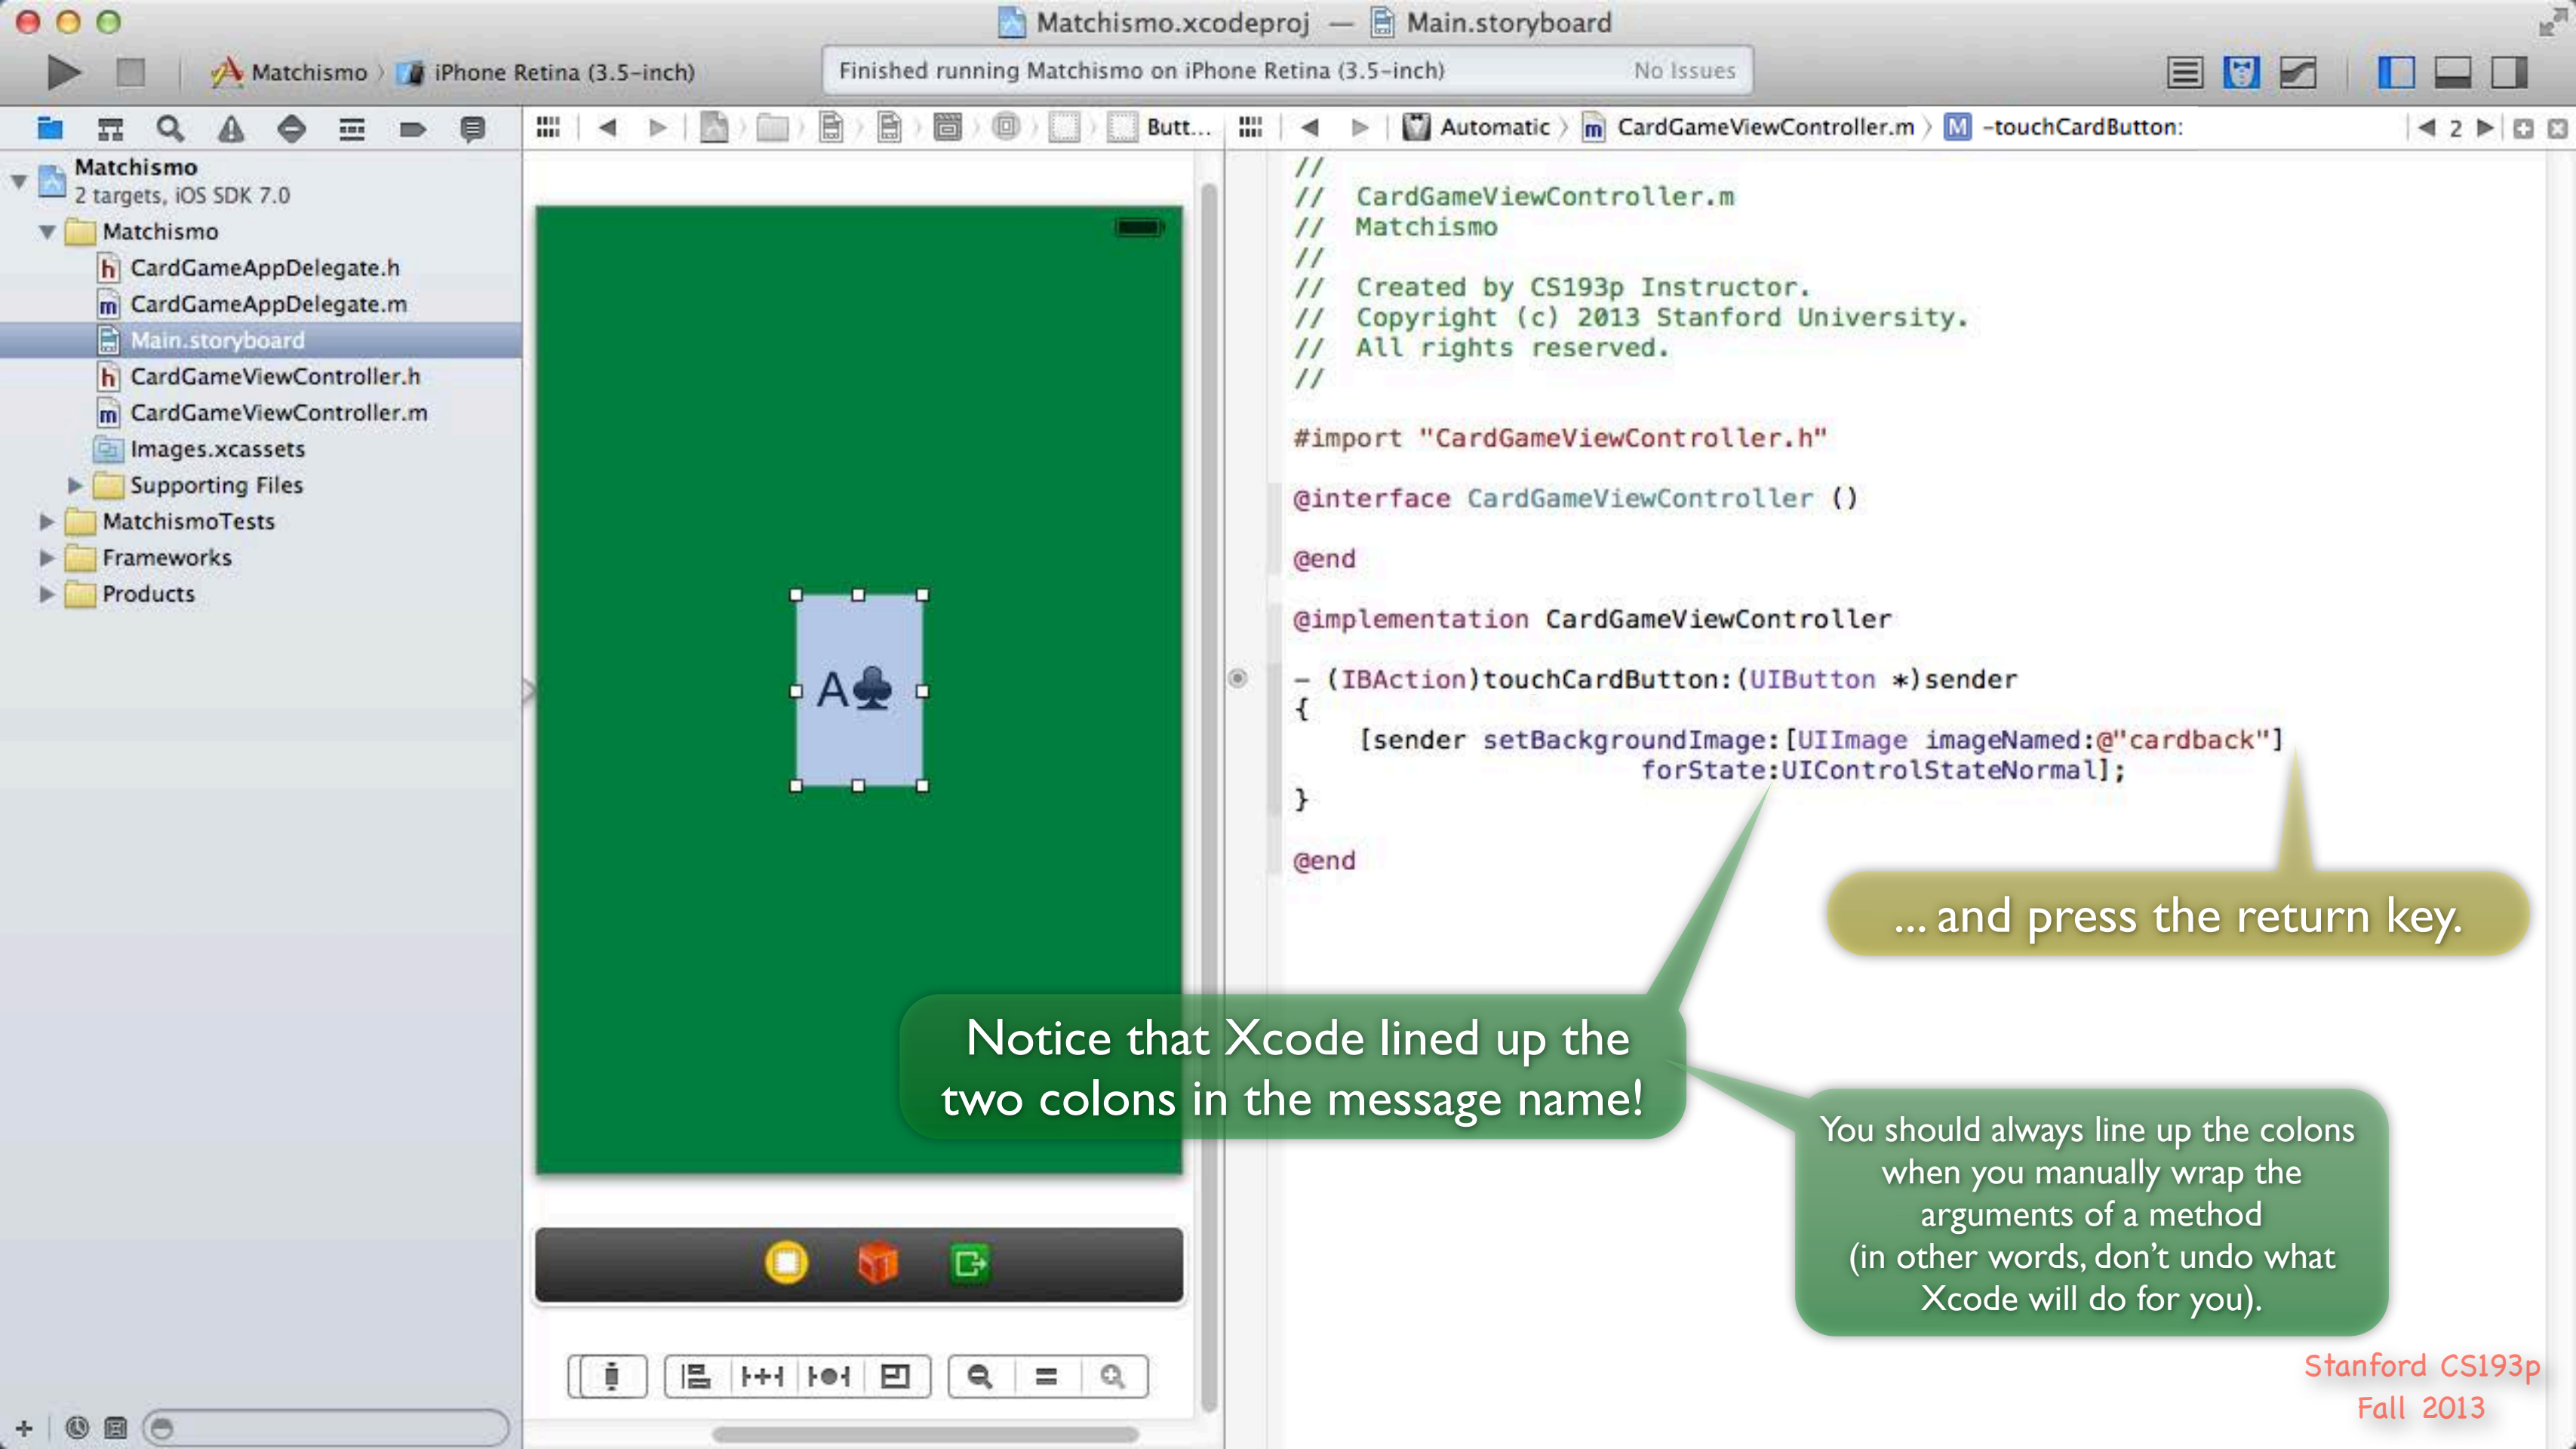 Matchismo.xcodeproj — Main.storyboard
Matchismo
iPhone Retina (3.5-inch)
Finished running Matchismo on iPhone Retina (3.5-inch)
No Issues
Butt...
Automatic
CardGameViewController.m
M
-touchCardButton:
2
Matchismo
2 targets, iOS SDK 7.0
Matchismo
h CardGameAppDelegate.h
m CardGameAppDelegate.m
Main.storyboard
h CardGameViewController.h
m CardGameViewController.m
Images.xcassets
Supporting Files
MatchismoTests
Frameworks
Products
A♣
//
// CardGameViewController.m
// Matchismo
//
// Created by CS193p Instructor.
// Copyright (c) 2013 Stanford University.
// All rights reserved.
//
#import "CardGameViewController.h"
@interface CardGameViewController ()
@end
@implementation CardGameViewController
- (IBAction)touchCardButton:(UIButton *)sender
{
[sender setBackgroundImage:[UIImage imageNamed:@"cardback"]
forState:UIControlStateNormal];
}
@end
... and press the return key.
Notice that Xcode lined up the
two colons in the message name!
You should always line up the colons
when you manually wrap the
arguments of a method
(in other words, don't undo what
Xcode will do for you).
Stanford CS193p
Fall 2013